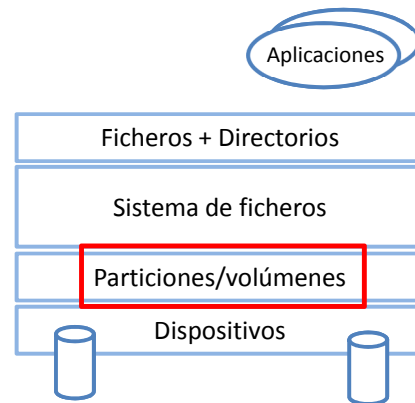 Aplicaciones
Ficheros + Directorios
Sistema de ficheros
Particiones/volúmenes
Dispositivos